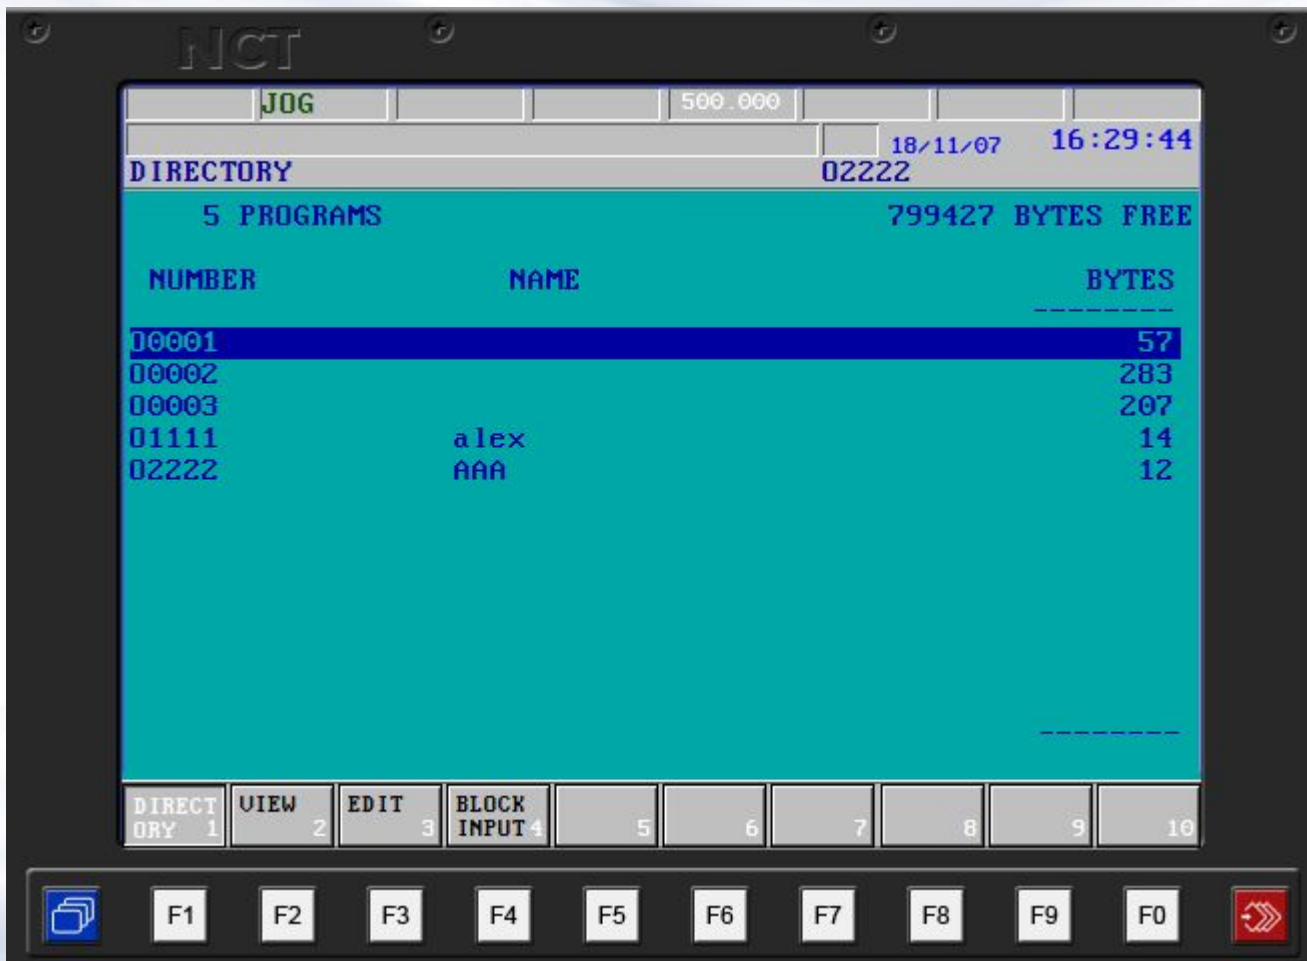 NCT
JOG 500.000
18/11/07 16:29:44
DIRECTORY O2222
5 PROGRAMS 799427 BYTES FREE
NUMBER NAME BYTES
--------
O0001 57
O0002 283
O0003 207
O1111 alex 14
O2222 AAA 12
--------
DIRECT
ORY 1 VIEW 2 EDIT 3 BLOCK
INPUT 4 5 6 7 8 9 10
F1 F2 F3 F4 F5 F6 F7 F8 F9 F0